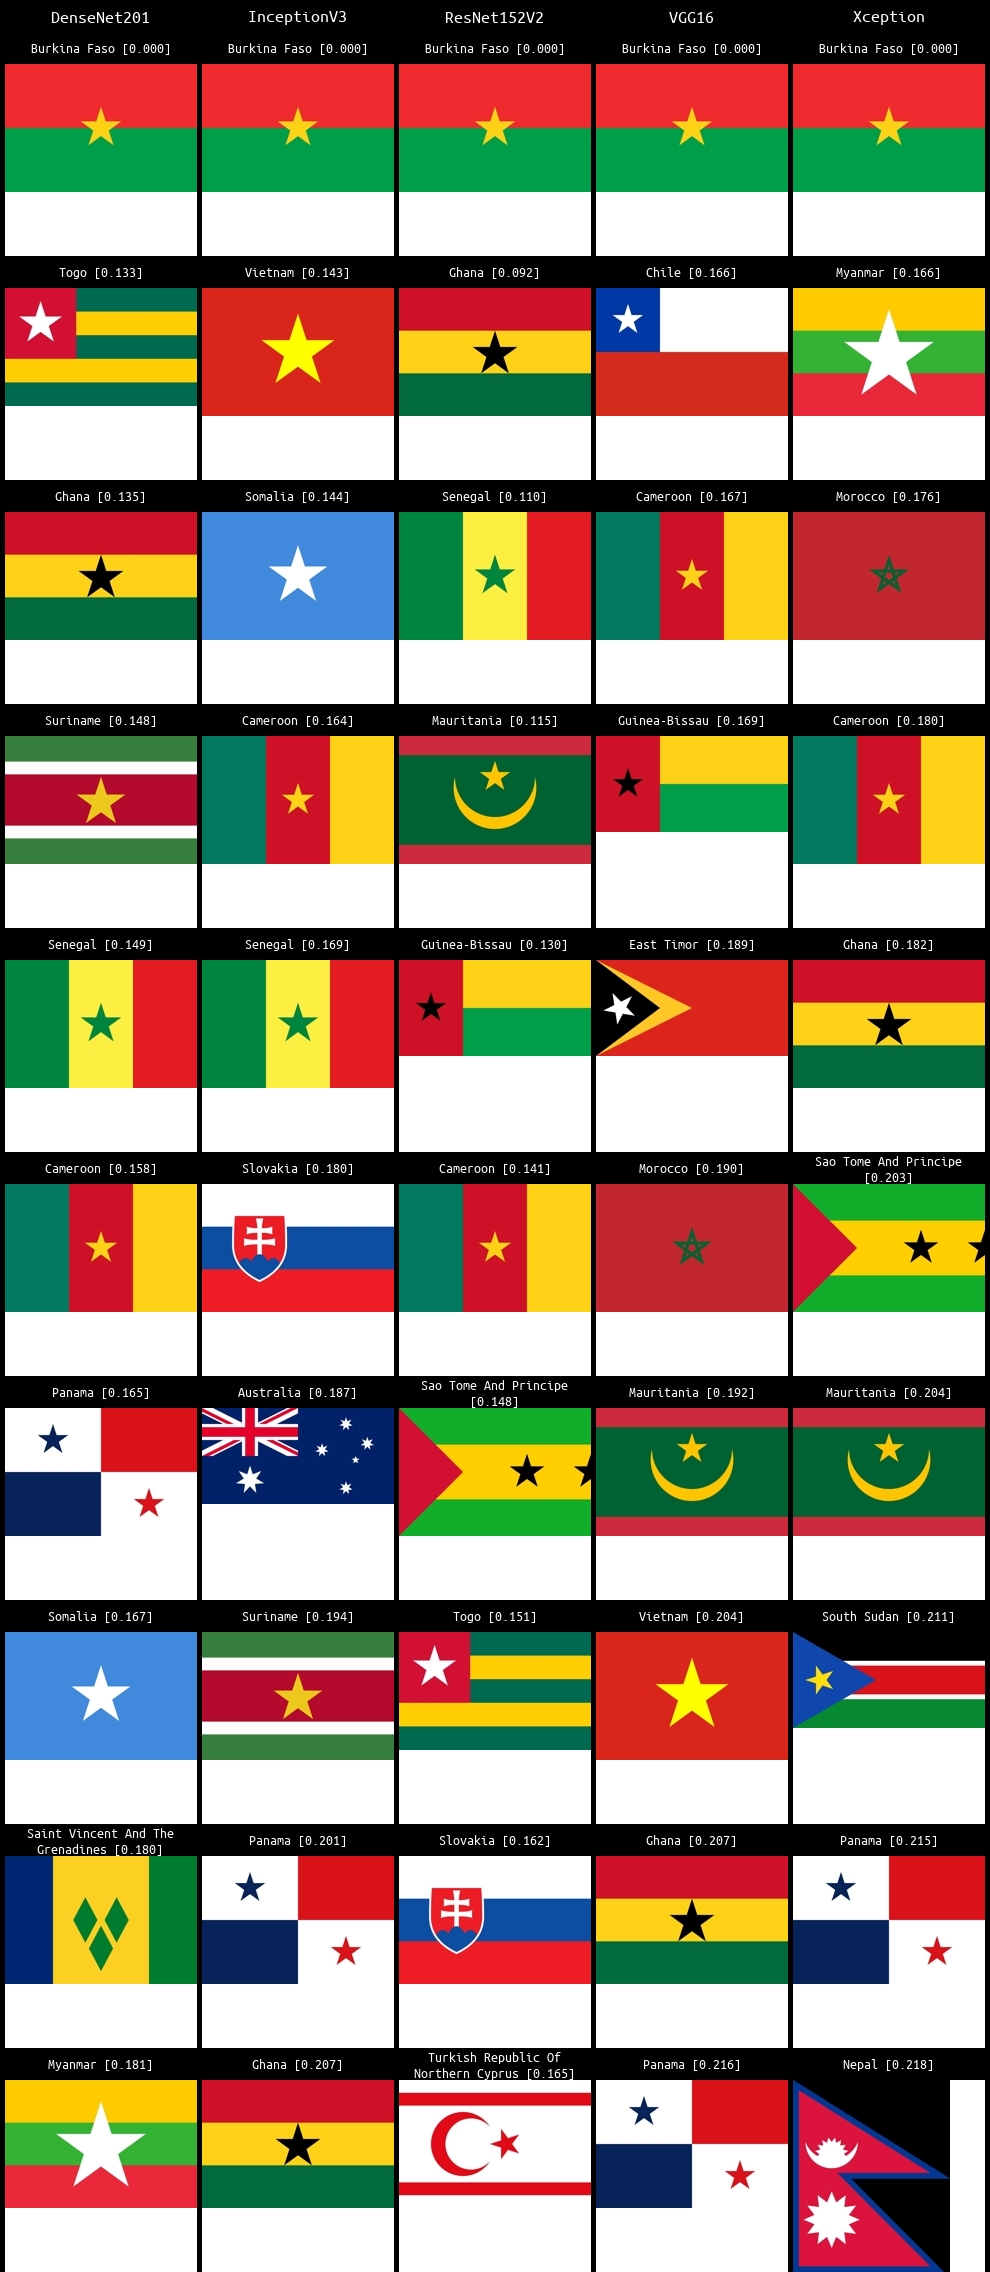 DenseNet201 InceptionV3 ResNet152V2 VGG16 Xception
Burkina Faso [0.000] Burkina Faso [0.000] Burkina Faso [0.000] Burkina Faso [0.000] Burkina Faso [0.000]
Togo [0.133] Vietnam [0.143] Ghana [0.092] Chile [0.166] Myanmar [0.166]
Ghana [0.135] Somalia [0.144] Senegal [0.110] Cameroon [0.167] Morocco [0.176]
Suriname [0.148] Cameroon [0.164] Mauritania [0.115] Guinea-Bissau [0.169] Cameroon [0.180]
Senegal [0.149] Senegal [0.169] Guinea-Bissau [0.130] East Timor [0.189] Ghana [0.182]
Cameroon [0.158] Slovakia [0.180] Cameroon [0.141] Morocco [0.190] Sao Tome And Principe
[0.203]
Panama [0.165] Australia [0.187] Sao Tome And Principe Mauritania [0.192] Mauritania [0.204]
[0.148]
Somalia [0.167] Suriname [0.194] Togo [0.151] Vietnam [0.204] South Sudan [0.211]
Saint Vincent And The
Grenadines [0.180] Panama [0.201] Slovakia [0.162] Ghana [0.207] Panama [0.215]
Myanmar [0.181] Ghana [0.207] Turkish Republic Of Panama [0.216] Nepal [0.218]
Northern Cyprus [0.165]